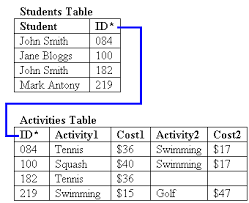 Students Table
Student ID*
John Smith 084
Jane Bloggs 100
John Smith 182
Mark Antony 219
Activities Table
ID* Activity1 Cost1 Activity2 Cost2
084 Tennis $36 Swimming $17
100 Squash $40 Swimming $17
182 Tennis $36
219 Swimming $15 Golf $47